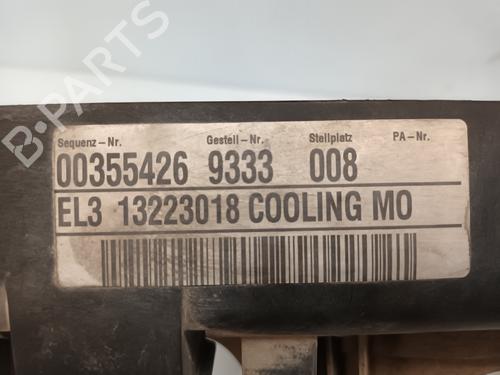 B-PARTS
Sequenz-Nr. Gestell-Nr. Stellplatz PA-Nr.
00355426 9333 008
EL3 13223018 COOLING MO